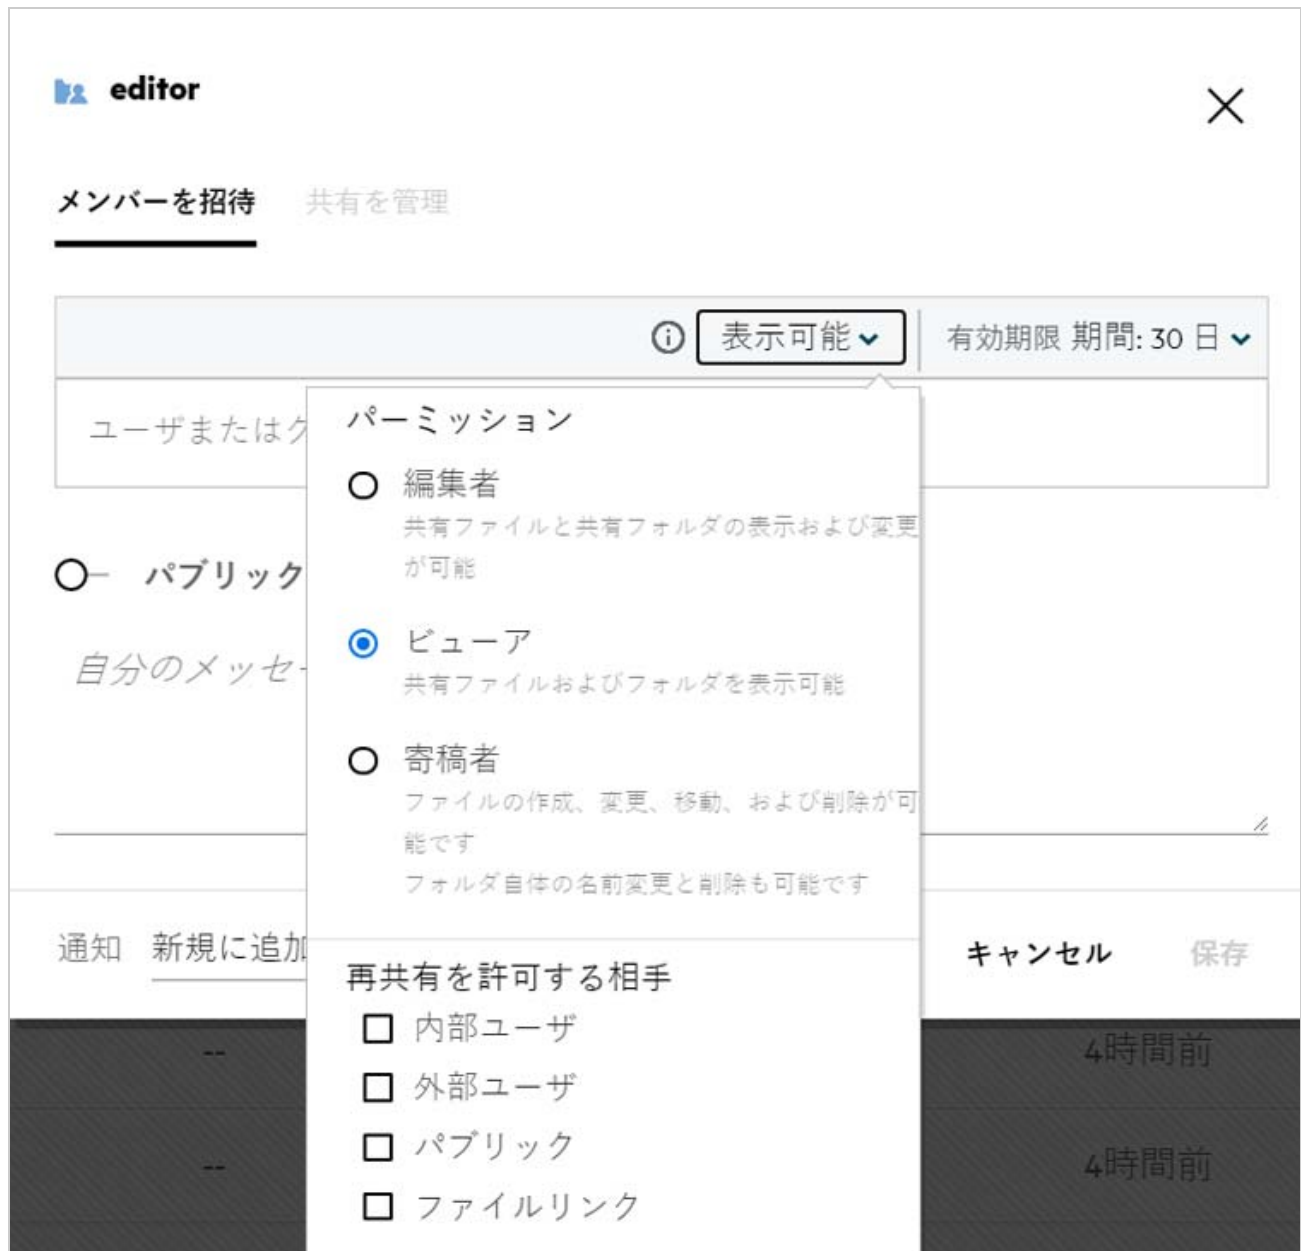 editor
メンバーを招待 共有を管理
表示可能 有効期限 期間: 30 日
ユーザまたは
パーミッション
編集者
共有ファイルと共有フォルダの表示および変更
が可能
パブリック
ビューア
共有ファイルおよびフォルダを表示可能
自分のメッセ
寄稿者
ファイルの作成、変更、移動、および削除が可
能です
フォルダ自体の名前変更と削除も可能です
通知 新規に追加
キャンセル 保存
再共有を許可する相手
内部ユーザ
外部ユーザ
パブリック
ファイルリンク
-- 4時間前
-- 4時間前